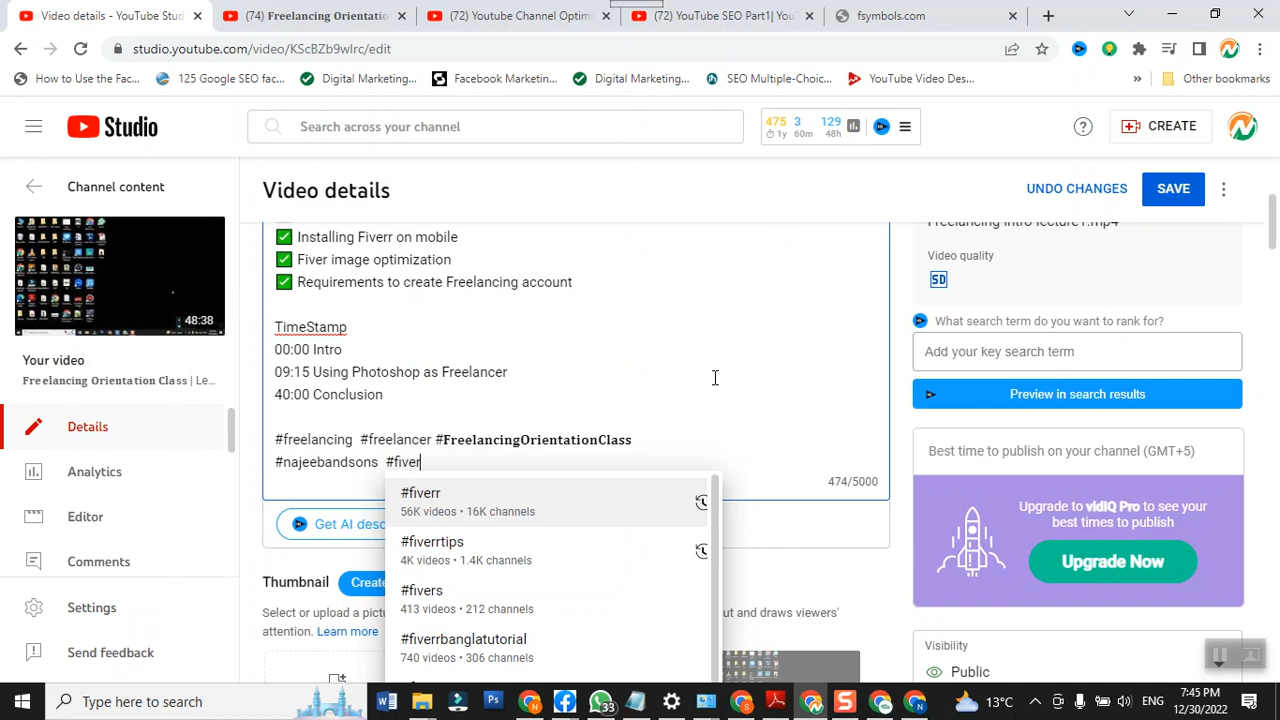 Video details - YouTube Stud
(74) Freelancing Orientatio
(72) Youtube Channel Optim
(72) YouTube SEO Part1| You
fsymbols.com
studio.youtube.com/video/KScBZb9wIrc/edit
How to Use the Fac...
125 Google SEO fac...
Digital Marketing...
Facebook Marketin...
Digital Marketing...
SEO Multiple-Choic...
YouTube Video Des...
Other bookmarks
Studio
Search across your channel
475 3 129
1y 60m 48h
CREATE
Channel content
Video details
UNDO CHANGES
SAVE
48:38
Your video
Freelancing Orientation Class | Le...
Details
Analytics
Editor
Comments
Settings
Send feedback
Installing Fiverr on mobile
Fiver image optimization
Requirements to create Freelancing account
TimeStamp
00:00 Intro
09:15 Using Photoshop as Freelancer
40:00 Conclusion
#freelancing #freelancer #FreelancingOrientationClass
#najeebandsons #fiver
474/5000
#fiverr
56K videos • 16K channels
#fiverrtips
4K videos • 1.4K channels
#fivers
413 videos • 212 channels
#fiverrbanglatutorial
740 videos • 306 channels
Get AI desc
Thumbnail
Create
Select or upload a pictu
ut and draws viewers'
attention. Learn more
Freelancing intro lecture1.mp4
Video quality
SD
What search term do you want to rank for?
Add your key search term
Preview in search results
Best time to publish on your channel (GMT+5)
Upgrade to vidIQ Pro to see your
best times to publish
Upgrade Now
Visibility
Public
Type here to search
33
13°C
ENG
7:45 PM
12/30/2022